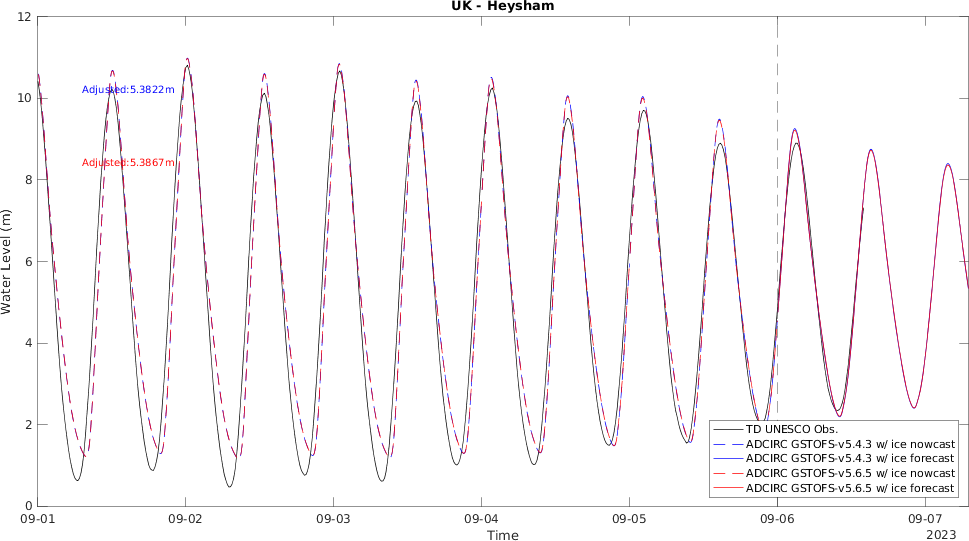 UK - Heysham
Water Level (m)
12
10
8
6
4
2
0
Adjusted:5.3822m
Adjusted:5.3867m
TD UNESCO Obs.
ADCIRC GSTOFS-v5.4.3 w/ ice nowcast
ADCIRC GSTOFS-v5.4.3 w/ ice forecast
ADCIRC GSTOFS-v5.6.5 w/ ice nowcast
ADCIRC GSTOFS-v5.6.5 w/ ice forecast
09-01 09-02 09-03 09-04 09-05 09-06 09-07
Time
2023